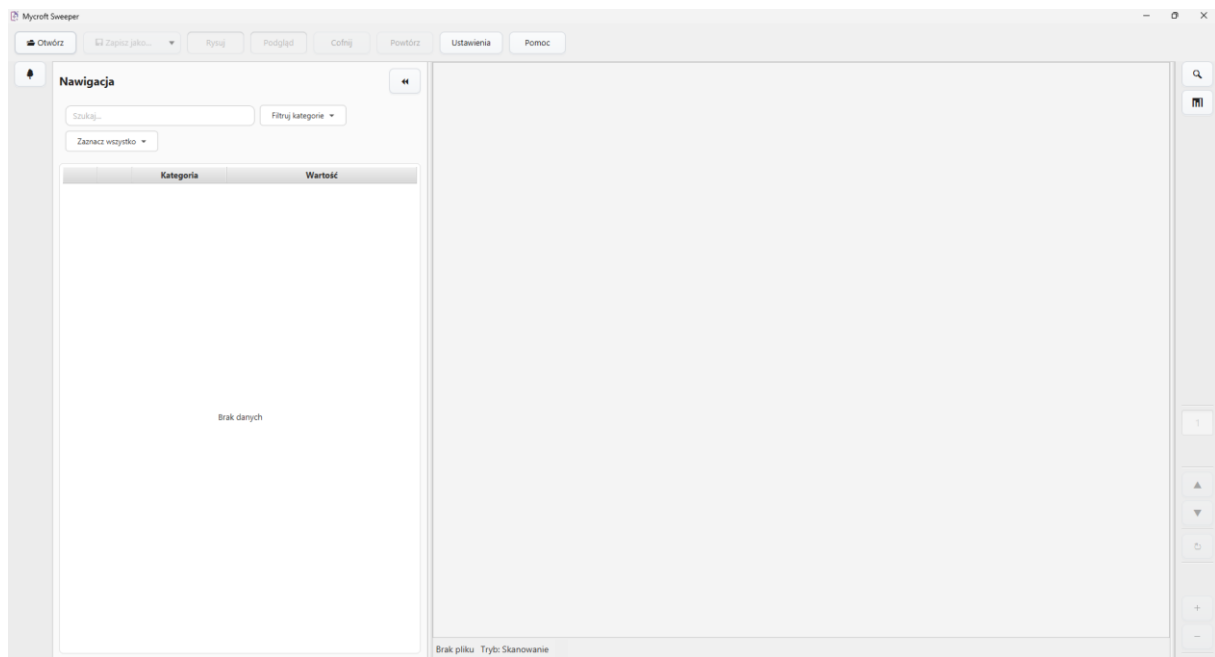 Mycroft Sweeper
Otwórz Zapisz jako... Rysuj Podgląd Cofnij Powtórz Ustawienia Pomoc
Nawigacja
Szukaj... Filtruj kategorie
Zaznacz wszystko
Kategoria Wartość
Brak danych
1
Brak pliku Tryb: Skanowanie